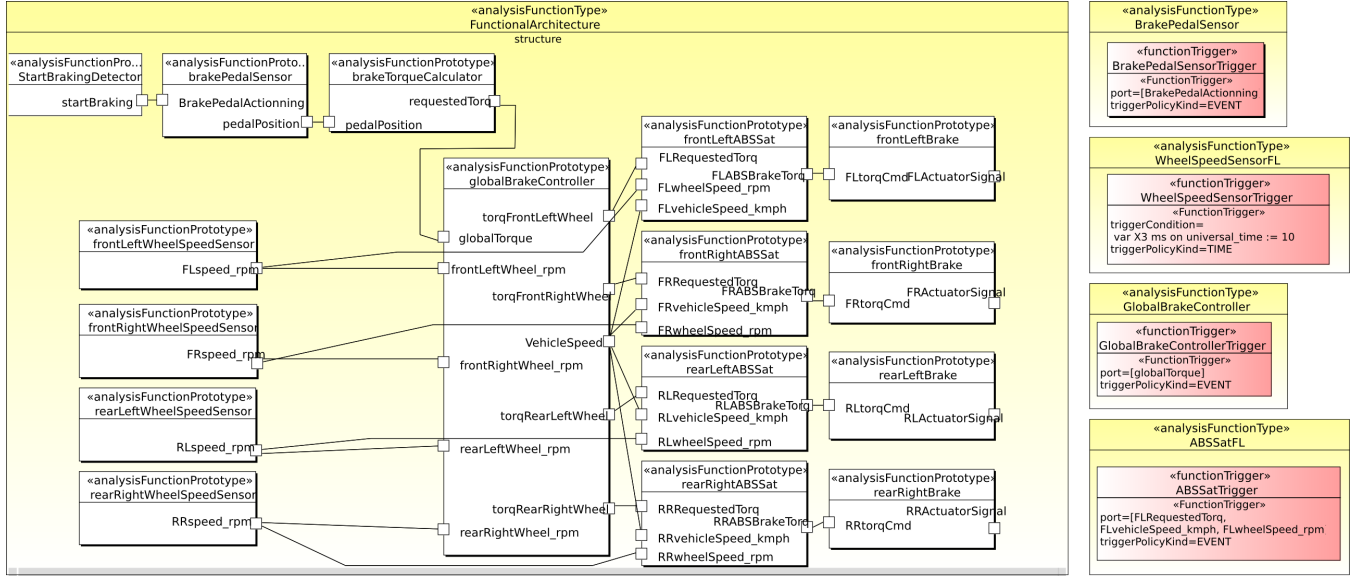 «analysisFunctionType»
FunctionalArchitecture
structure
«analysisFunctionPro...
StartBrakingDetector
startBraking
«analysisFunctionProto...
brakePedalSensor
BrakePedalActionning
pedalPosition
«analysisFunctionPrototype»
brakeTorqueCalculator
requestedTorq
pedalPosition
«analysisFunctionPrototype»
frontLeftWheelSpeedSensor
FLspeed_rpm
«analysisFunctionPrototype»
frontRightWheelSpeedSensor
FRspeed_rpm
«analysisFunctionPrototype»
rearLeftWheelSpeedSensor
RLspeed_rpm
«analysisFunctionPrototype»
rearRightWheelSpeedSensor
RRspeed_rpm
«analysisFunctionPrototype»
globalBrakeController
torqFrontLeftWheel
globalTorque
frontLeftWheel_rpm
torqFrontRightWheel
VehicleSpeed
frontRightWheel_rpm
torqRearLeftWheel
rearLeftWheel_rpm
torqRearRightWheel
rearRightWheel_rpm
«analysisFunctionPrototype»
frontLeftABSSat
FLRequestedTorq
FLABSBrakeTorq
FLwheelSpeed_rpm
FLvehicleSpeed_kmph
«analysisFunctionPrototype»
frontRightABSSat
FRRequestedTorq
FRABSBrakeTorq
FRvehicleSpeed_kmph
FRwheelSpeed_rpm
«analysisFunctionPrototype»
rearLeftABSSat
RLRequestedTorq
RLABSBrakeTorq
RLvehicleSpeed_kmph
RLwheelSpeed_rpm
«analysisFunctionPrototype»
rearRightABSSat
RRRequestedTorq
RRABSBrakeTorq
RRvehicleSpeed_kmph
RRwheelSpeed_rpm
«analysisFunctionPrototype»
frontLeftBrake
FLtorqCmd
FLActuatorSignal
«analysisFunctionPrototype»
frontRightBrake
FRActuatorSignal
FRtorqCmd
«analysisFunctionPrototype»
rearLeftBrake
RLtorqCmd
RLActuatorSignal
«analysisFunctionPrototype»
rearRightBrake
RRActuatorSignal
RRtorqCmd
«analysisFunctionType»
BrakePedalSensor
«functionTrigger»
BrakePedalSensorTrigger
«FunctionTrigger»
port=[BrakePedalActionning
triggerPolicyKind=EVENT
«analysisFunctionType»
WheelSpeedSensorFL
«functionTrigger»
WheelSpeedSensorTrigger
«FunctionTrigger»
triggerCondition=
var X3 ms on universal_time := 10
triggerPolicyKind=TIME
«analysisFunctionType»
GlobalBrakeController
«functionTrigger»
GlobalBrakeControllerTrigger
«FunctionTrigger»
port=[globalTorque]
triggerPolicyKind=EVENT
«analysisFunctionType»
ABSSatFL
«functionTrigger»
ABSSatTrigger
«FunctionTrigger»
port=[FLRequestedTorq,
FLvehicleSpeed_kmph, FLwheelSpeed_rpm
triggerPolicyKind=EVENT